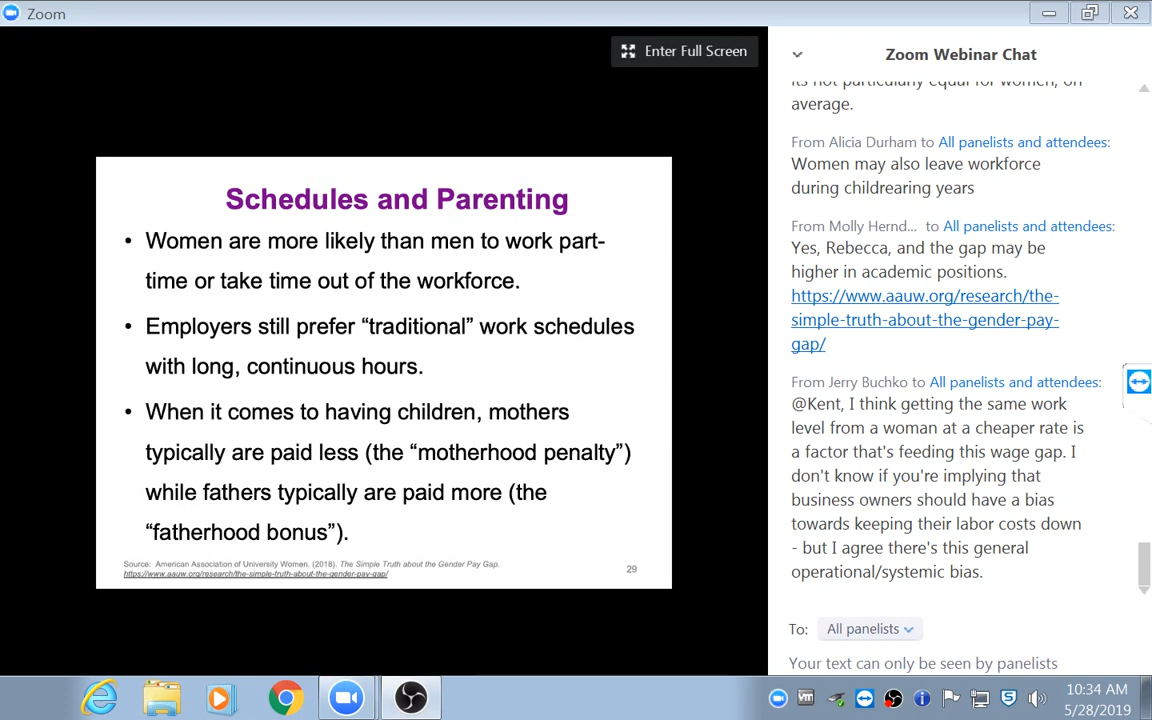 Zoom
Enter Full Screen
Schedules and Parenting
• Women are more likely than men to work part-
time or take time out of the workforce.
• Employers still prefer “traditional” work schedules
with long, continuous hours.
• When it comes to having children, mothers
typically are paid less (the “motherhood penalty”)
while fathers typically are paid more (the
“fatherhood bonus”).
Source: American Association of University Women. (2018). The Simple Truth about the Gender Pay Gap.
https://www.aauw.org/research/the-simple-truth-about-the-gender-pay-gap/
29
Zoom Webinar Chat
its not particularly equal for women, on
average.
From Alicia Durham to All panelists and attendees:
Women may also leave workforce
during childrearing years
From Molly Hernd... to All panelists and attendees:
Yes, Rebecca, and the gap may be
higher in academic positions.
https://www.aauw.org/research/the-
simple-truth-about-the-gender-pay-
gap/
From Jerry Buchko to All panelists and attendees:
@Kent, I think getting the same work
level from a woman at a cheaper rate is
a factor that's feeding this wage gap. I
don't know if you're implying that
business owners should have a bias
towards keeping their labor costs down
- but I agree there's this general
operational/systemic bias.
To: All panelists
Your text can only be seen by panelists
10:34 AM
5/28/2019